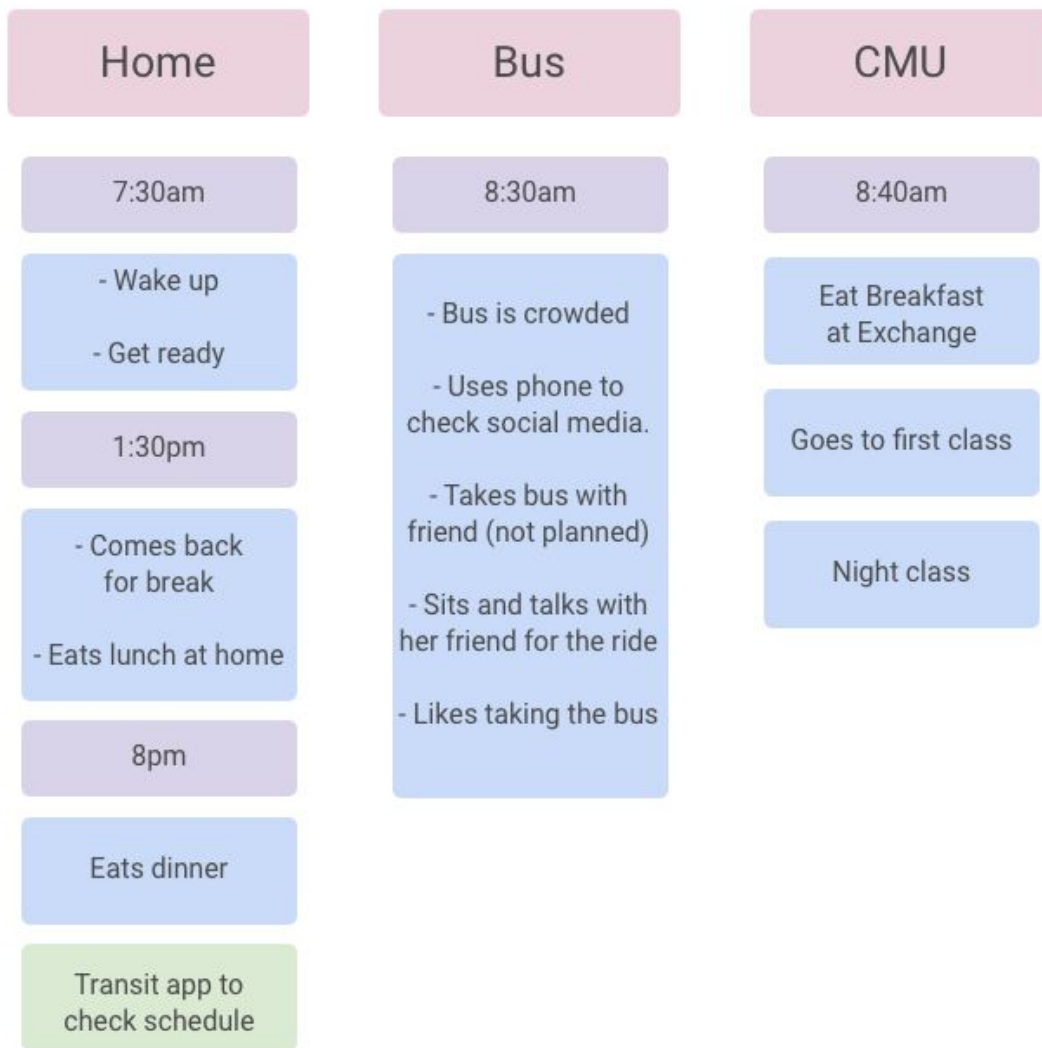 Home
7:30am
- Wake up
- Get ready
1:30pm
- Comes back
for break
- Eats lunch at home
8pm
Eats dinner
Transit app to
check schedule
Bus
8:30am
- Bus is crowded
- Uses phone to
check social media.
- Takes bus with
friend (not planned)
- Sits and talks with
her friend for the ride
- Likes taking the bus
CMU
8:40am
Eat Breakfast
at Exchange
Goes to first class
Night class